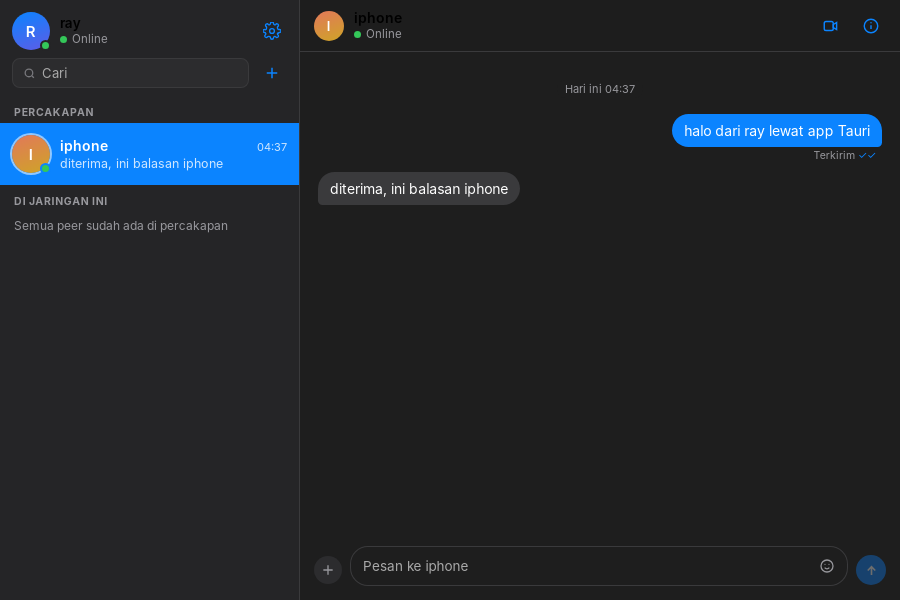 R
ray
Online
Cari
PERCAKAPAN
I
iphone
04:37
diterima, ini balasan iphone
DI JARINGAN INI
Semua peer sudah ada di percakapan
I
iphone
Online
Hari ini 04:37
halo dari ray lewat app Tauri
Terkirim
diterima, ini balasan iphone
Pesan ke iphone